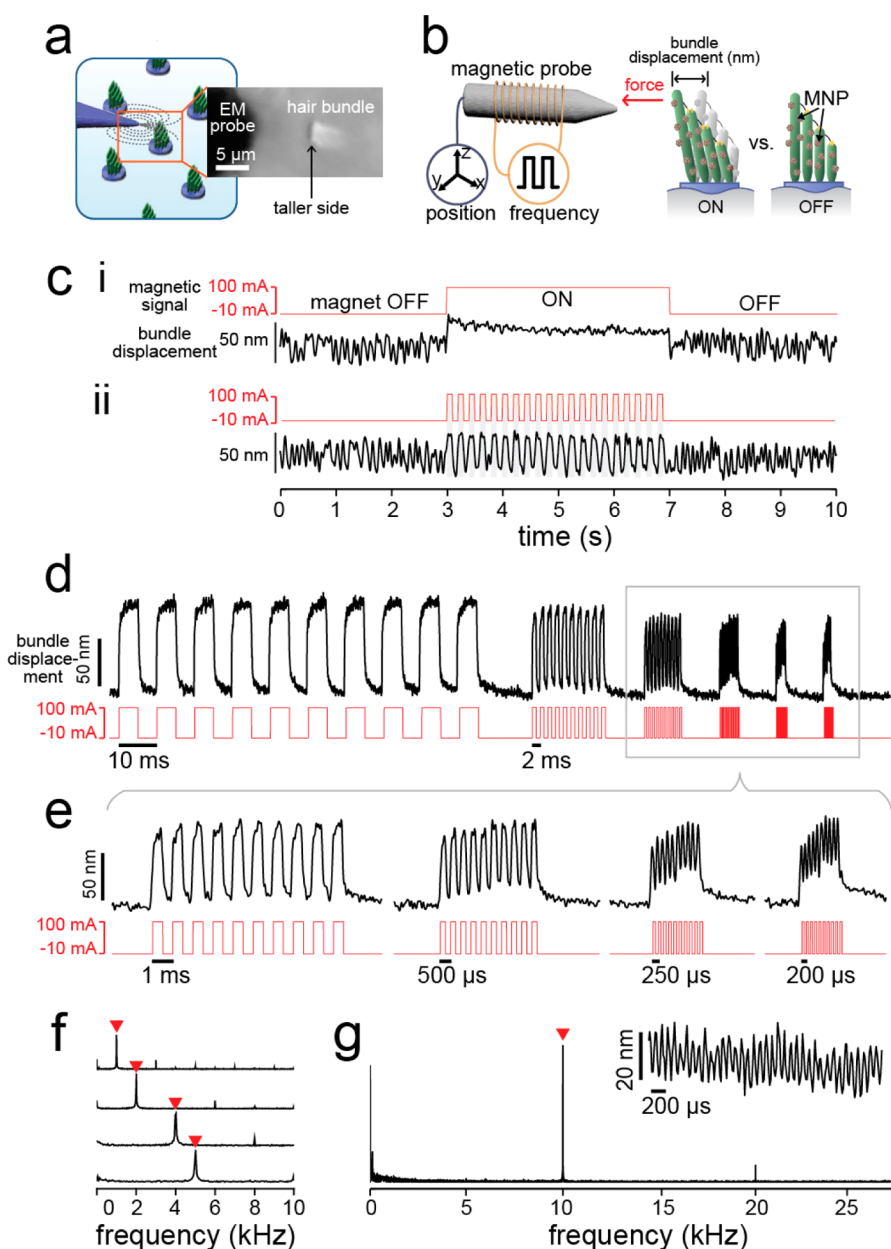 a
EM
probe
hair bundle
5 µm
taller side
b
magnetic probe
bundle
displacement (nm)
force
MNP
vs.
z
y
x
position
frequency
ON
OFF
c
i
magnetic
signal
100 mA
-10 mA
magnet OFF
ON
OFF
bundle
displacement
50 nm
ii
100 mA
-10 mA
50 nm
0 1 2 3 4 5 6 7 8 9 10
time (s)
d
bundle
displace-
ment
50 nm
100 mA
-10 mA
10 ms
2 ms
e
50 nm
100 mA
-10 mA
1 ms
500 µs
250 µs
200 µs
f
0 2 4 6 8 10
frequency (kHz)
g
20 nm
200 µs
0 5 10 15 20 25
frequency (kHz)